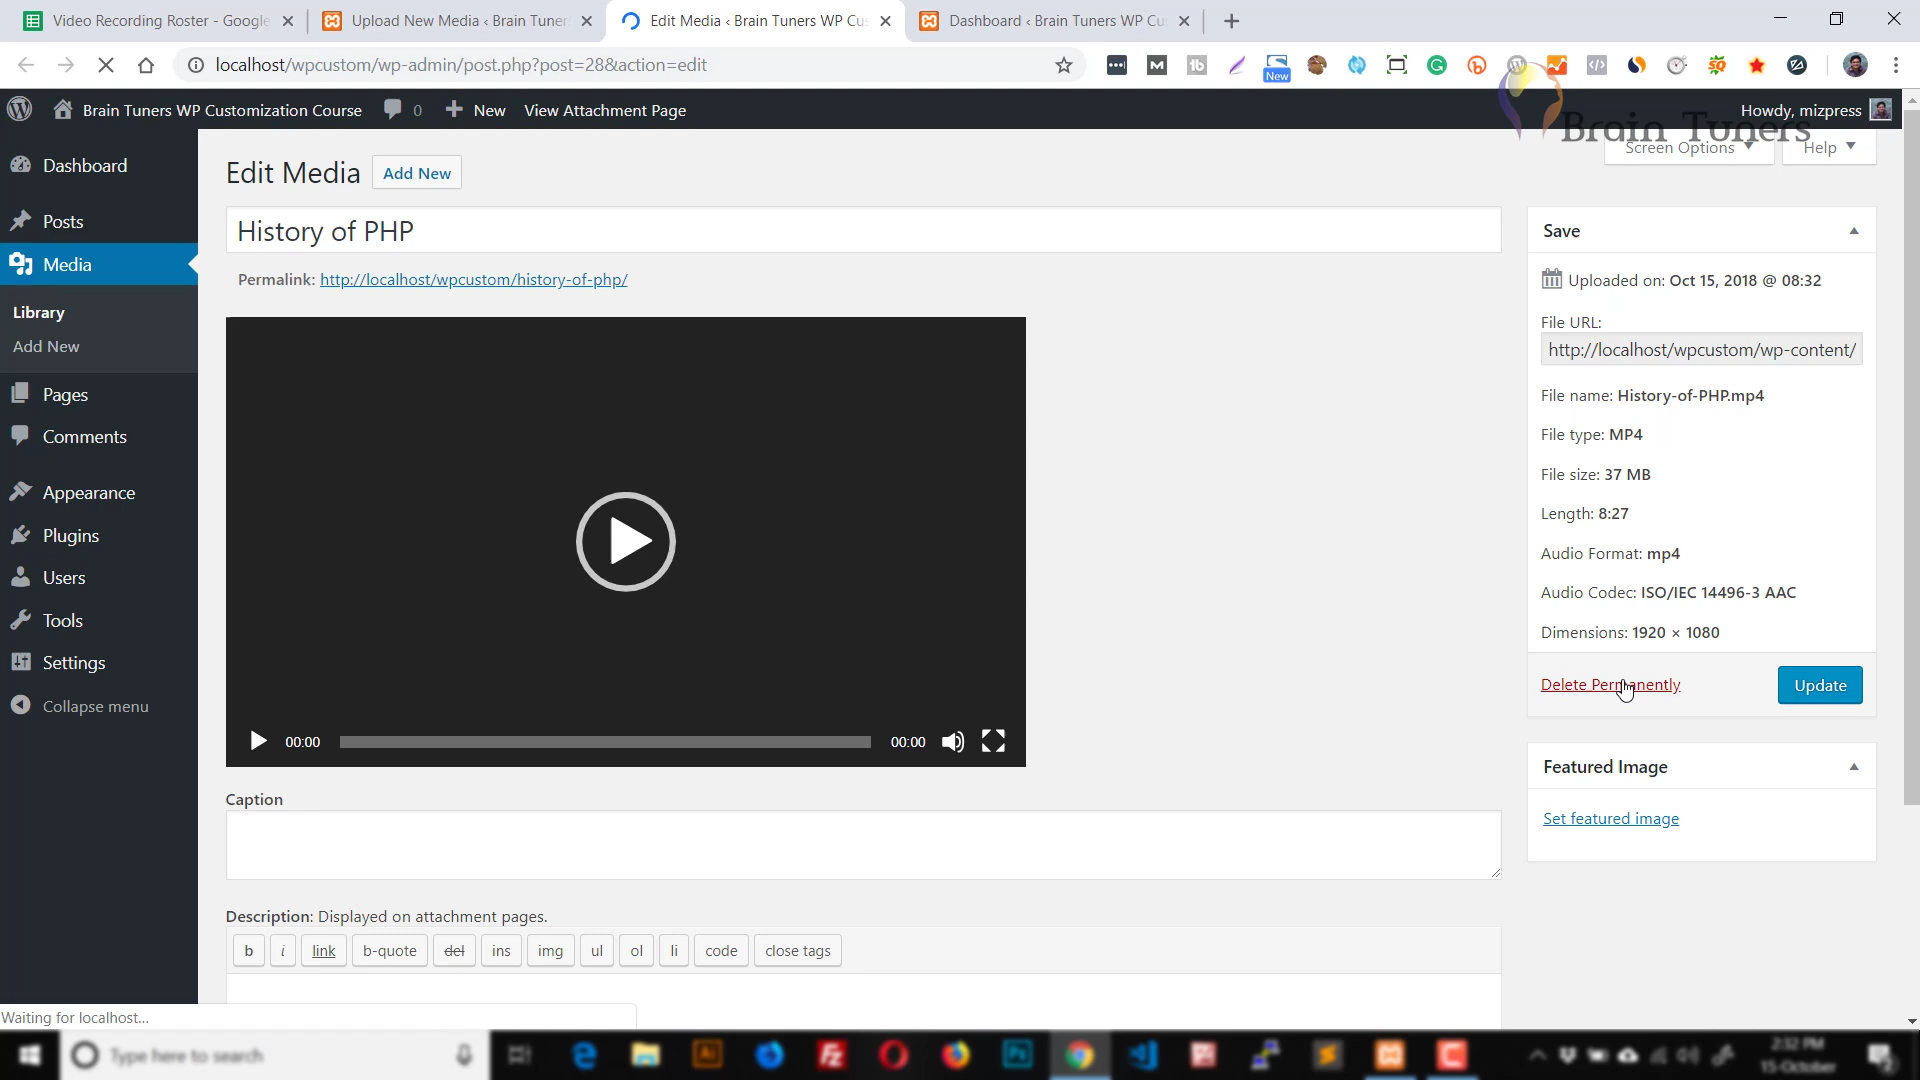 Video Recording Roster - Google
Upload New Media ‹ Brain Tuner
Edit Media ‹ Brain Tuners WP Cus
Dashboard ‹ Brain Tuners WP Cu
localhost/wpcustom/wp-admin/post.php?post=28&action=edit
New
Brain Tuners WP Customization Course
0
New
View Attachment Page
Howdy, mizpress
Brain Tuners
Screen Options
Help
Dashboard
Posts
Media
Library
Add New
Pages
Comments
Appearance
Plugins
Users
Tools
Settings
Collapse menu
Edit Media
Add New
History of PHP
Permalink: http://localhost/wpcustom/history-of-php/
00:00
00:00
Caption
Description: Displayed on attachment pages.
b
i
link
b-quote
del
ins
img
ul
ol
li
code
close tags
Save
Uploaded on: Oct 15, 2018 @ 08:32
File URL:
http://localhost/wpcustom/wp-content/
File name: History-of-PHP.mp4
File type: MP4
File size: 37 MB
Length: 8:27
Audio Format: mp4
Audio Codec: ISO/IEC 14496-3 AAC
Dimensions: 1920 × 1080
Delete Permanently
Update
Featured Image
Set featured image
Waiting for localhost...
Type here to search
2:32 PM
15-October